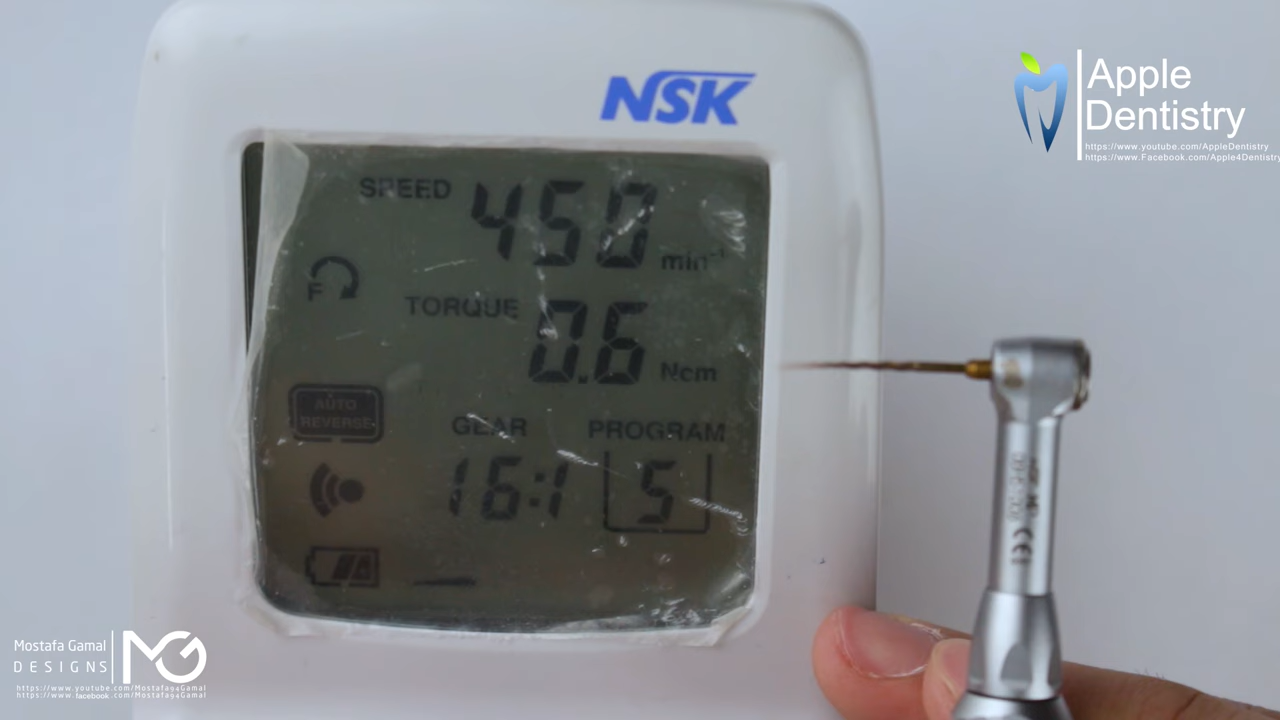 NSK
Apple
Dentistry
https://www.youtube.com/AppleDentistry
https://www.Facebook.com/Apple4Dentistry
SPEED 450 min⁻¹
F
TORQUE 0.6 Ncm
AUTO
REVERSE
GEAR PROGRAM
16:1 5
CE
Mostafa Gamal
DESIGNS
MG
https://www.youtube.com/Mostafa94Gamal
https://www.facebook.com/Mostafa94Gamal